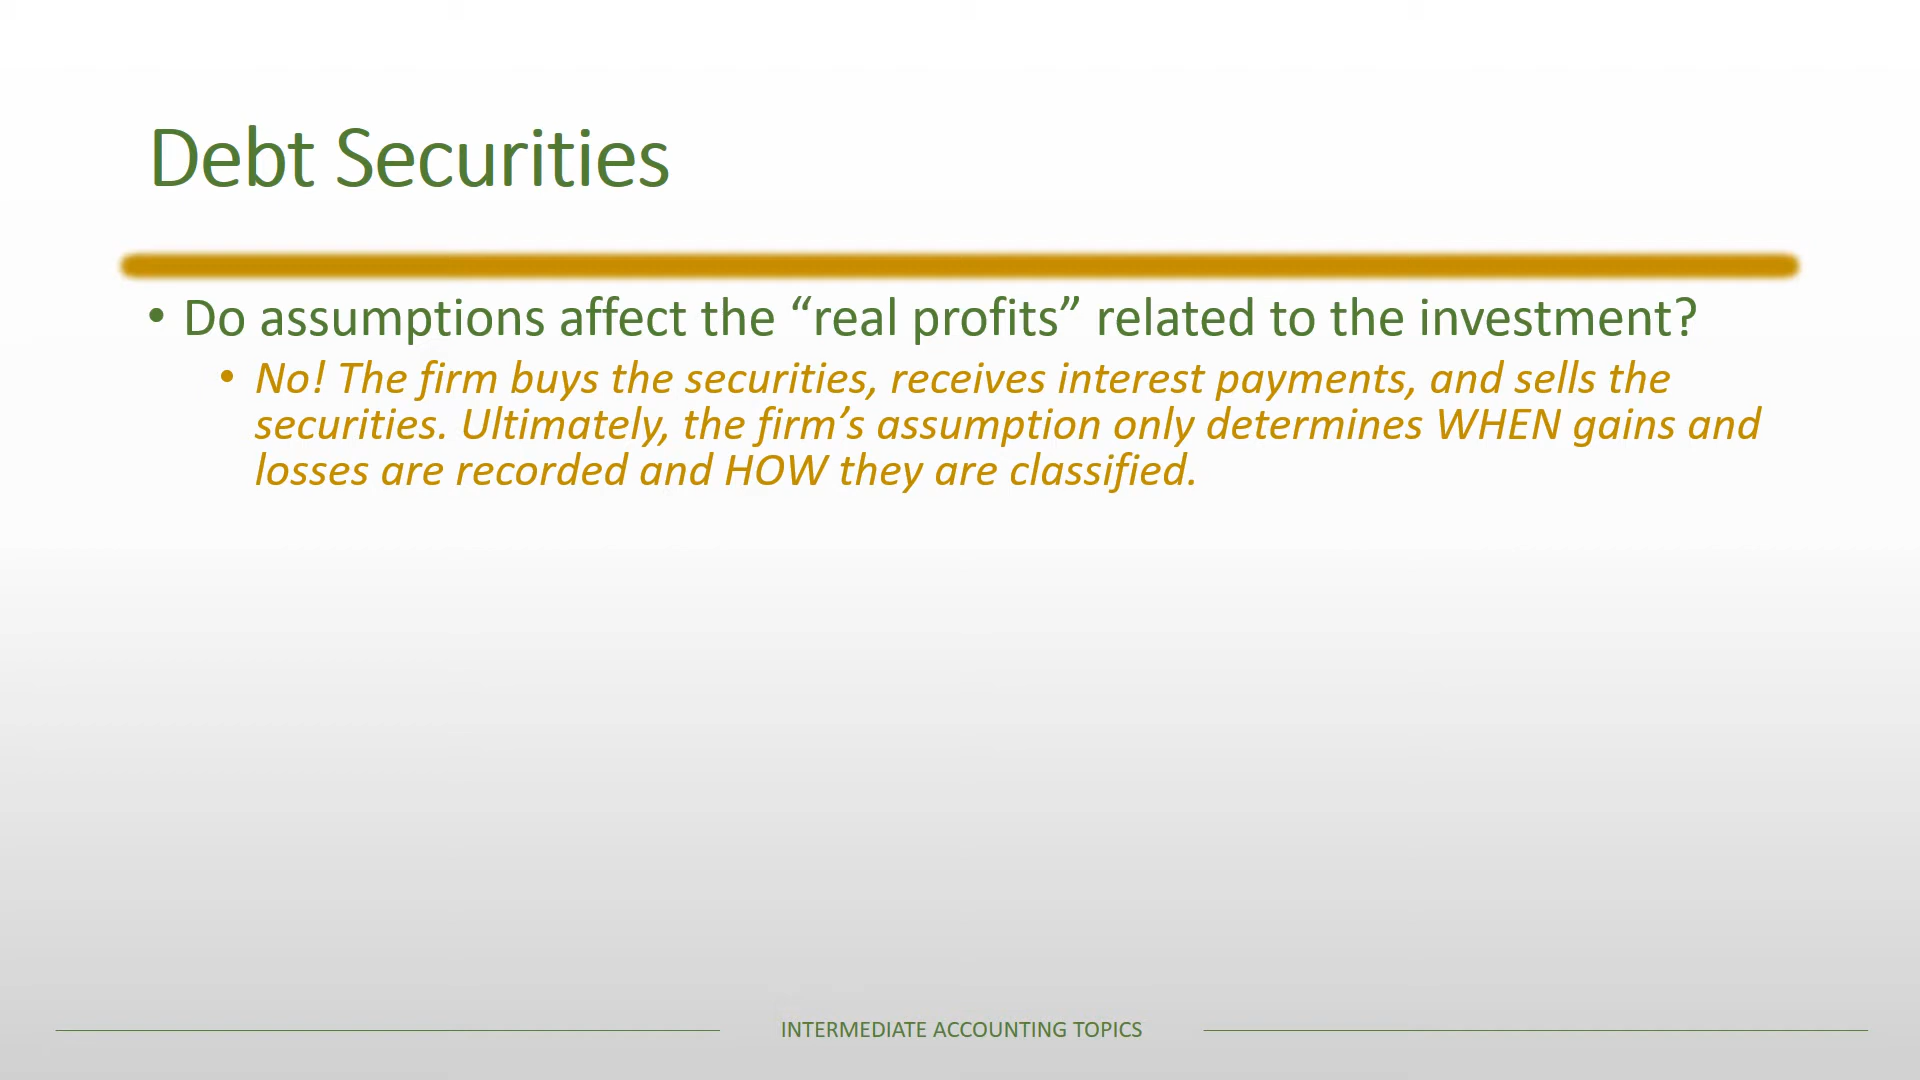 Debt Securities
• Do assumptions affect the “real profits” related to the investment?
• No! The firm buys the securities, receives interest payments, and sells the
securities. Ultimately, the firm’s assumption only determines WHEN gains and
losses are recorded and HOW they are classified.
INTERMEDIATE ACCOUNTING TOPICS